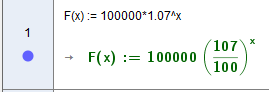 F(x) := 100000*1.07^x
1
→ F(x) := 100000 (107/100)^x